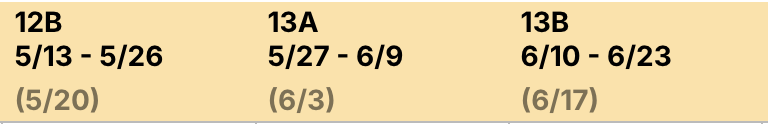 12B
5/13 - 5/26
(5/20)
13A
5/27 - 6/9
(6/3)
13B
6/10 - 6/23
(6/17)